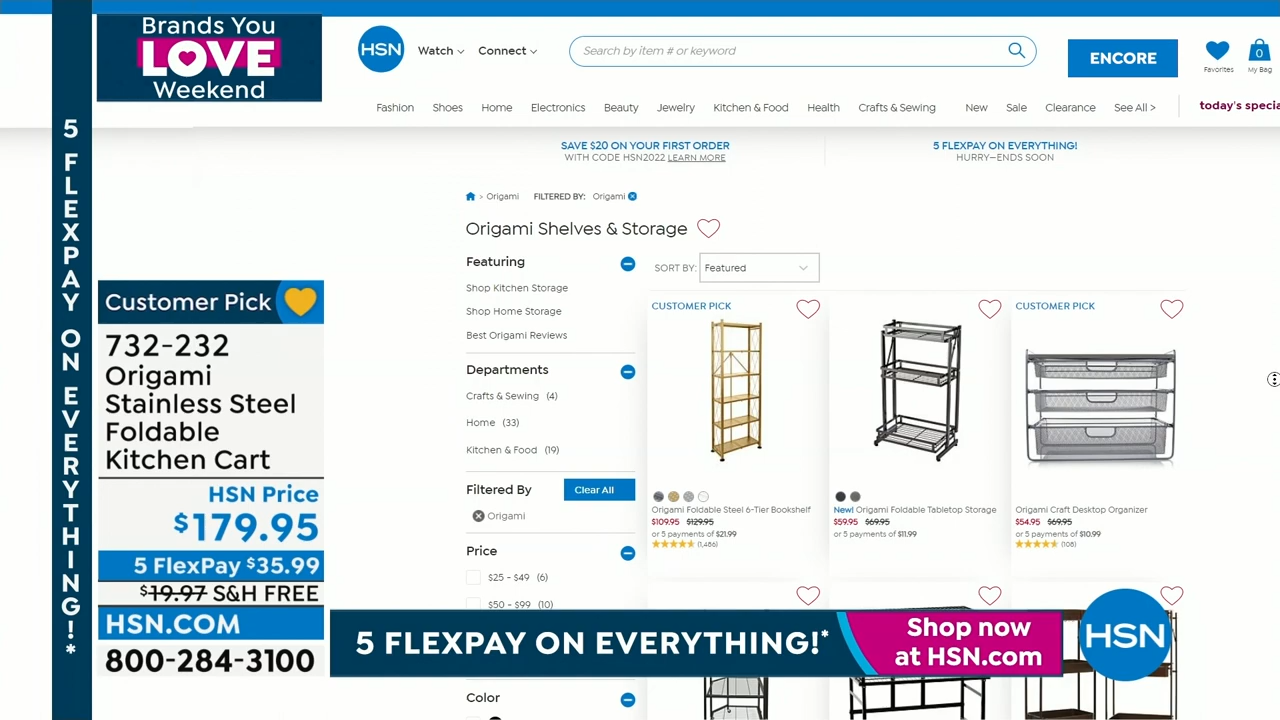 Brands You
LOVE
Weekend
5 FLEXPAY ON EVERYTHING!*
Customer Pick
732-232
Origami
Stainless Steel
Foldable
Kitchen Cart
HSN Price
$179.95
5 FlexPay $35.99
$19.97 S&H FREE
HSN.COM
800-284-3100
HSN
Watch
Connect
Search by item # or keyword
ENCORE
Favorites
0
My Bag
Fashion Shoes Home Electronics Beauty Jewelry Kitchen & Food Health Crafts & Sewing New Sale Clearance See All > today's specia
SAVE $20 ON YOUR FIRST ORDER
WITH CODE HSN2022 LEARN MORE
5 FLEXPAY ON EVERYTHING!
HURRY—ENDS SOON
> Origami FILTERED BY: Origami
Origami Shelves & Storage
Featuring
Shop Kitchen Storage
Shop Home Storage
Best Origami Reviews
Departments
Crafts & Sewing (4)
Home (33)
Kitchen & Food (19)
Filtered By
Clear All
Origami
Price
$25 - $49 (6)
$50 - $99 (10)
Color
SORT BY: Featured
CUSTOMER PICK
Origami Foldable Steel 6-Tier Bookshelf
$109.95 $129.95
or 5 payments of $21.99
(1,486)
New! Origami Foldable Tabletop Storage
$59.95 $69.95
or 5 payments of $11.99
CUSTOMER PICK
Origami Craft Desktop Organizer
$54.95 $69.95
or 5 payments of $10.99
(108)
5 FLEXPAY ON EVERYTHING!*
Shop now
at HSN.com
HSN